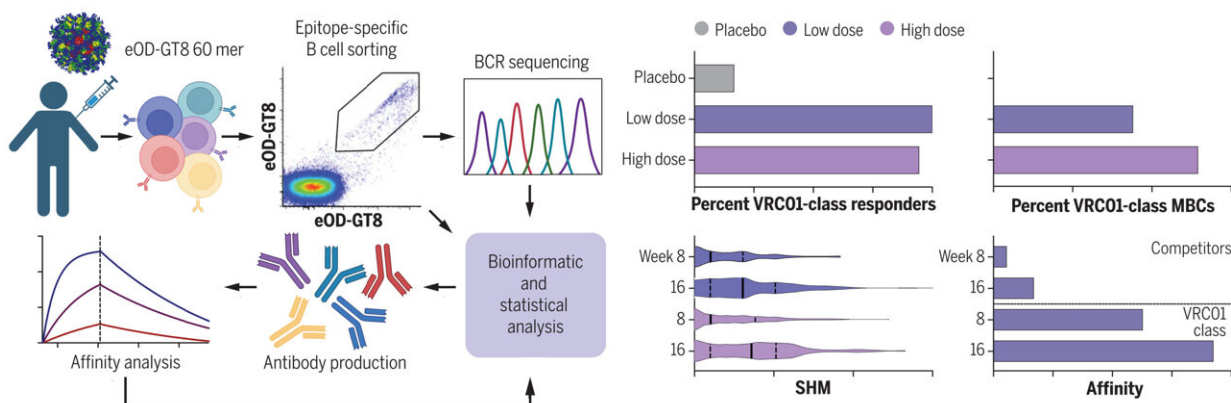 eOD-GT8 60 mer
Epitope-specific
B cell sorting
eOD-GT8
eOD-GT8
BCR sequencing
Bioinformatic
and
statistical
analysis
Antibody production
Affinity analysis
Placebo
Low dose
High dose
Placebo
Low dose
High dose
Percent VRC01-class responders
Percent VRC01-class MBCs
Week 8
16
8
16
SHM
Week 8
16
8
16
Competitors
VRC01
class
Affinity